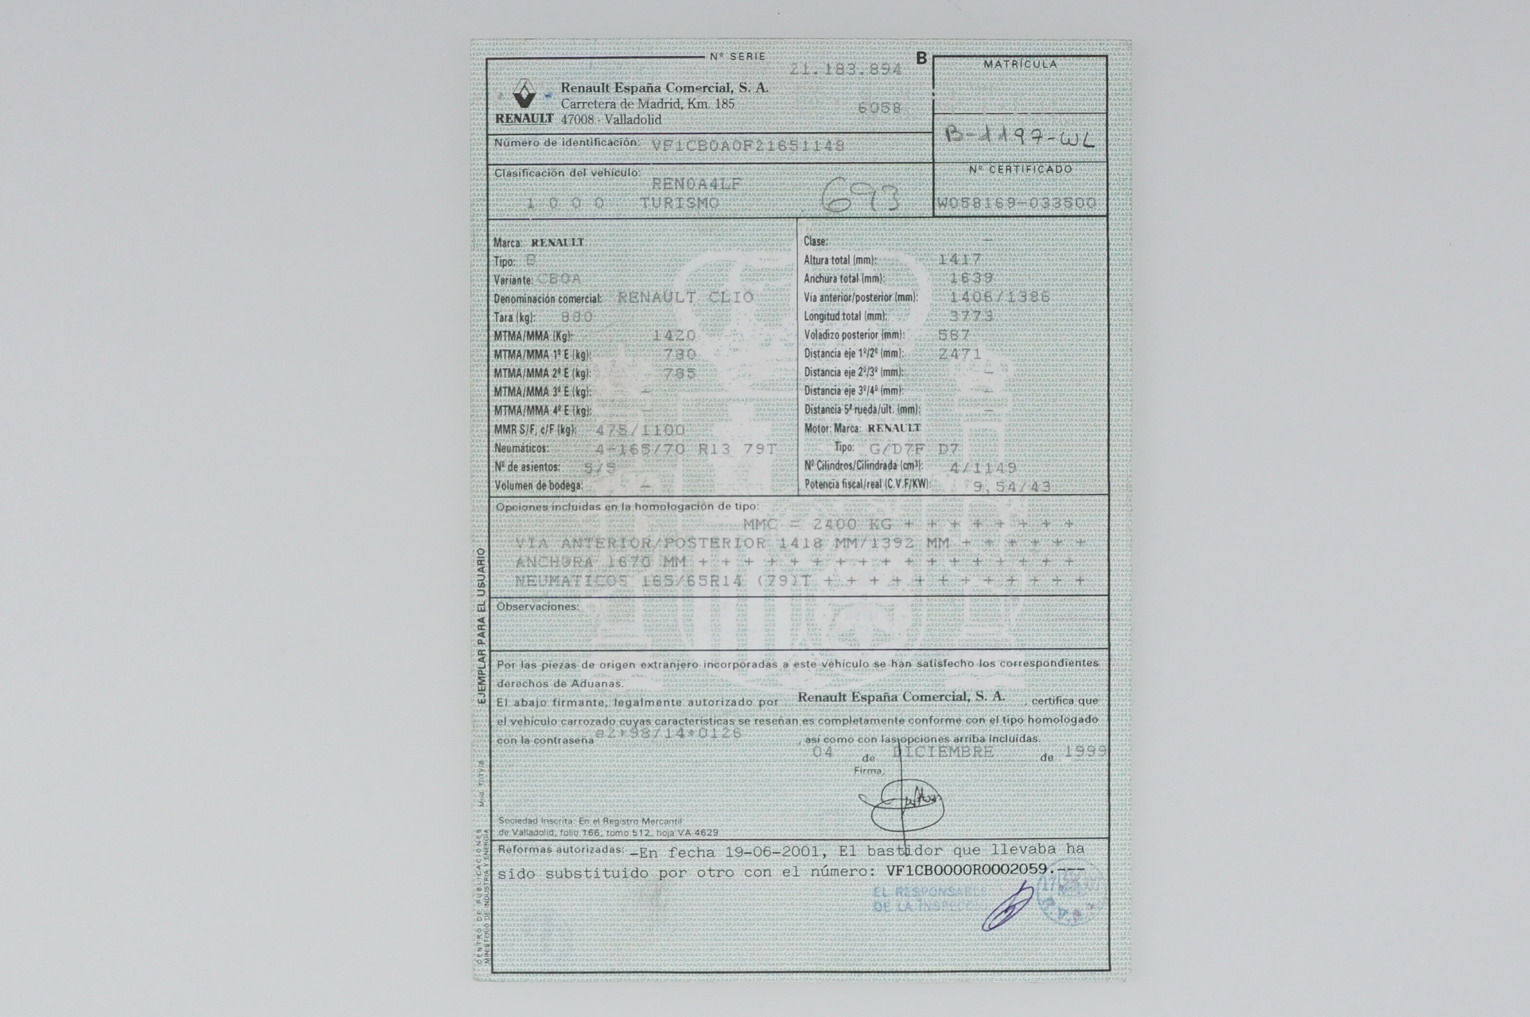 Nº SERIE
21.183.894
B
MATRÍCULA
Renault España Comercial, S. A.
Carretera de Madrid, Km. 185
6058
RENAULT 47008 - Valladolid
B-1197-WL
Número de identificación: VF1CB0A0F21651148
Nº CERTIFICADO
Clasificación del vehículo:
REN0A4LF
1 0 0 0 TURISMO
693
W058169-033500
Marca: RENAULT
Tipo: B
Variante: CB0A
Denominación comercial: RENAULT CLIO
Tara (kg): 880
MTMA/MMA (Kg): 1420
MTMA/MMA 1º E (kg): 780
MTMA/MMA 2º E (kg): 785
MTMA/MMA 3º E (kg): -
MTMA/MMA 4º E (kg): -
MMR S/F, c/F (kg): 475/1100
Neumáticos: 4-165/70 R13 79T
Nº de asientos: 5/5
Volumen de bodega: -
Clase: -
Altura total (mm): 1417
Anchura total (mm): 1639
Via anterior/posterior (mm): 1406/1386
Longitud total (mm): 3773
Voladizo posterior (mm): 587
Distancia eje 1º/2º (mm): 2471
Distancia eje 2º/3º (mm): -
Distancia eje 3º/4º (mm): -
Distancia 5ª rueda/últ. (mm): -
Motor: Marca: RENAULT
Tipo: G/D7F D7
Nº Cilindros/Cilindrada (cm³): 4/1149
Potencia fiscal/real (C.V.F/KW): 9,54/43
Opciones incluidas en la homologación de tipo:
MMC = 2400 KG + + + + + + + +
VIA ANTERIOR/POSTERIOR 1418 MM/1392 MM + + + + + +
ANCHURA 1670 MM + + + + + + + + + + + + + + + + +
NEUMATICOS 165/65R14 (79)T + + + + + + + + + + + +
Observaciones:
Por las piezas de origen extranjero incorporadas a este vehículo se han satisfecho los correspondientes
derechos de Aduanas.
El abajo firmante, legalmente autorizado por Renault España Comercial, S. A. , certifica que
el vehículo carrozado cuyas características se reseñan es completamente conforme con el tipo homologado
con la contraseña e2*98/14*0126 , así como con las opciones arriba incluidas.
04 de DICIEMBRE de 1999
Firma,
Sociedad Inscrita: En el Registro Mercantil
de Valladolid, folio 166, tomo 512, hoja VA 4629
Reformas autorizadas: -En fecha 19-06-2001, El bastidor que llevaba ha
sido substituido por otro con el número: VF1CB0000R0002059.---
EL RESPONSABLE
DE LA INSPECCIÓN
EJEMPLAR PARA EL USUARIO
CENTRO DE PUBLICACIONES
MINISTERIO DE INDUSTRIA Y ENERGIA